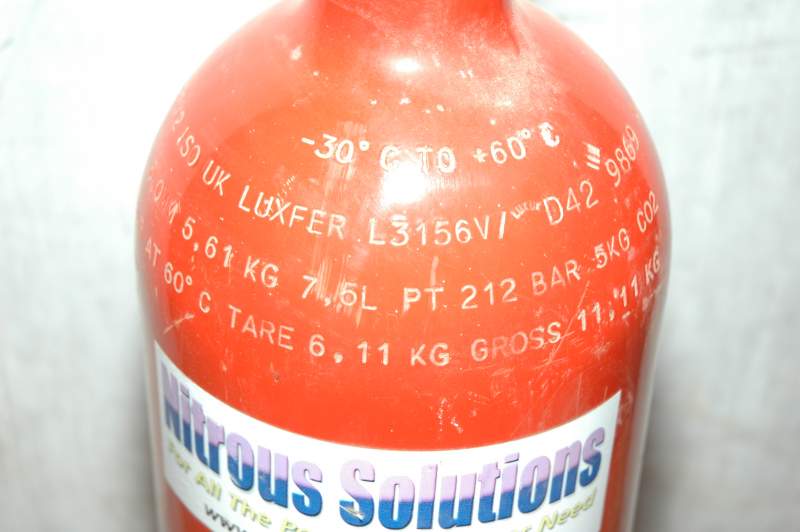 -30° C TO +60° C
ISO UK LUXFER L3156V/ D42 9869
5,61 KG 7,5L PT 212 BAR 5KG CO2
AT 60° C TARE 6,11 KG GROSS 11,11 KG
Nitrous Solutions
For All The Need
www.